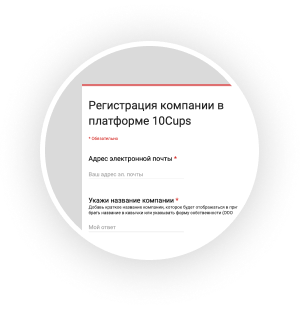 Регистрация компании в
платформе 10Cups
* Обязательно
Адрес электронной почты *
Ваш адрес эл. почты
Укажи название компании *
Добавь краткое название компании, которое будет отображаться в при
брать название в кавычки или указывать форму собственности (ООО
Мой ответ